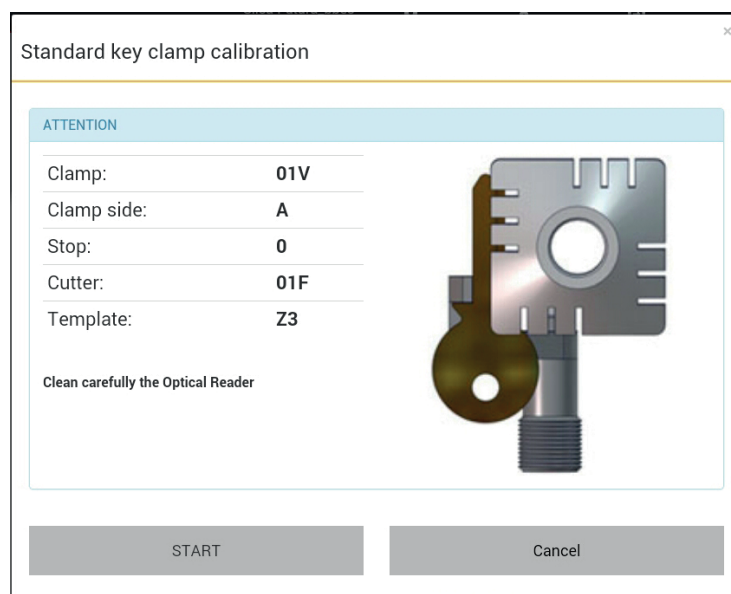 ×
Standard key clamp calibration
ATTENTION
Clamp: 01V
Clamp side: A
Stop: 0
Cutter: 01F
Template: Z3
Clean carefully the Optical Reader
START
Cancel